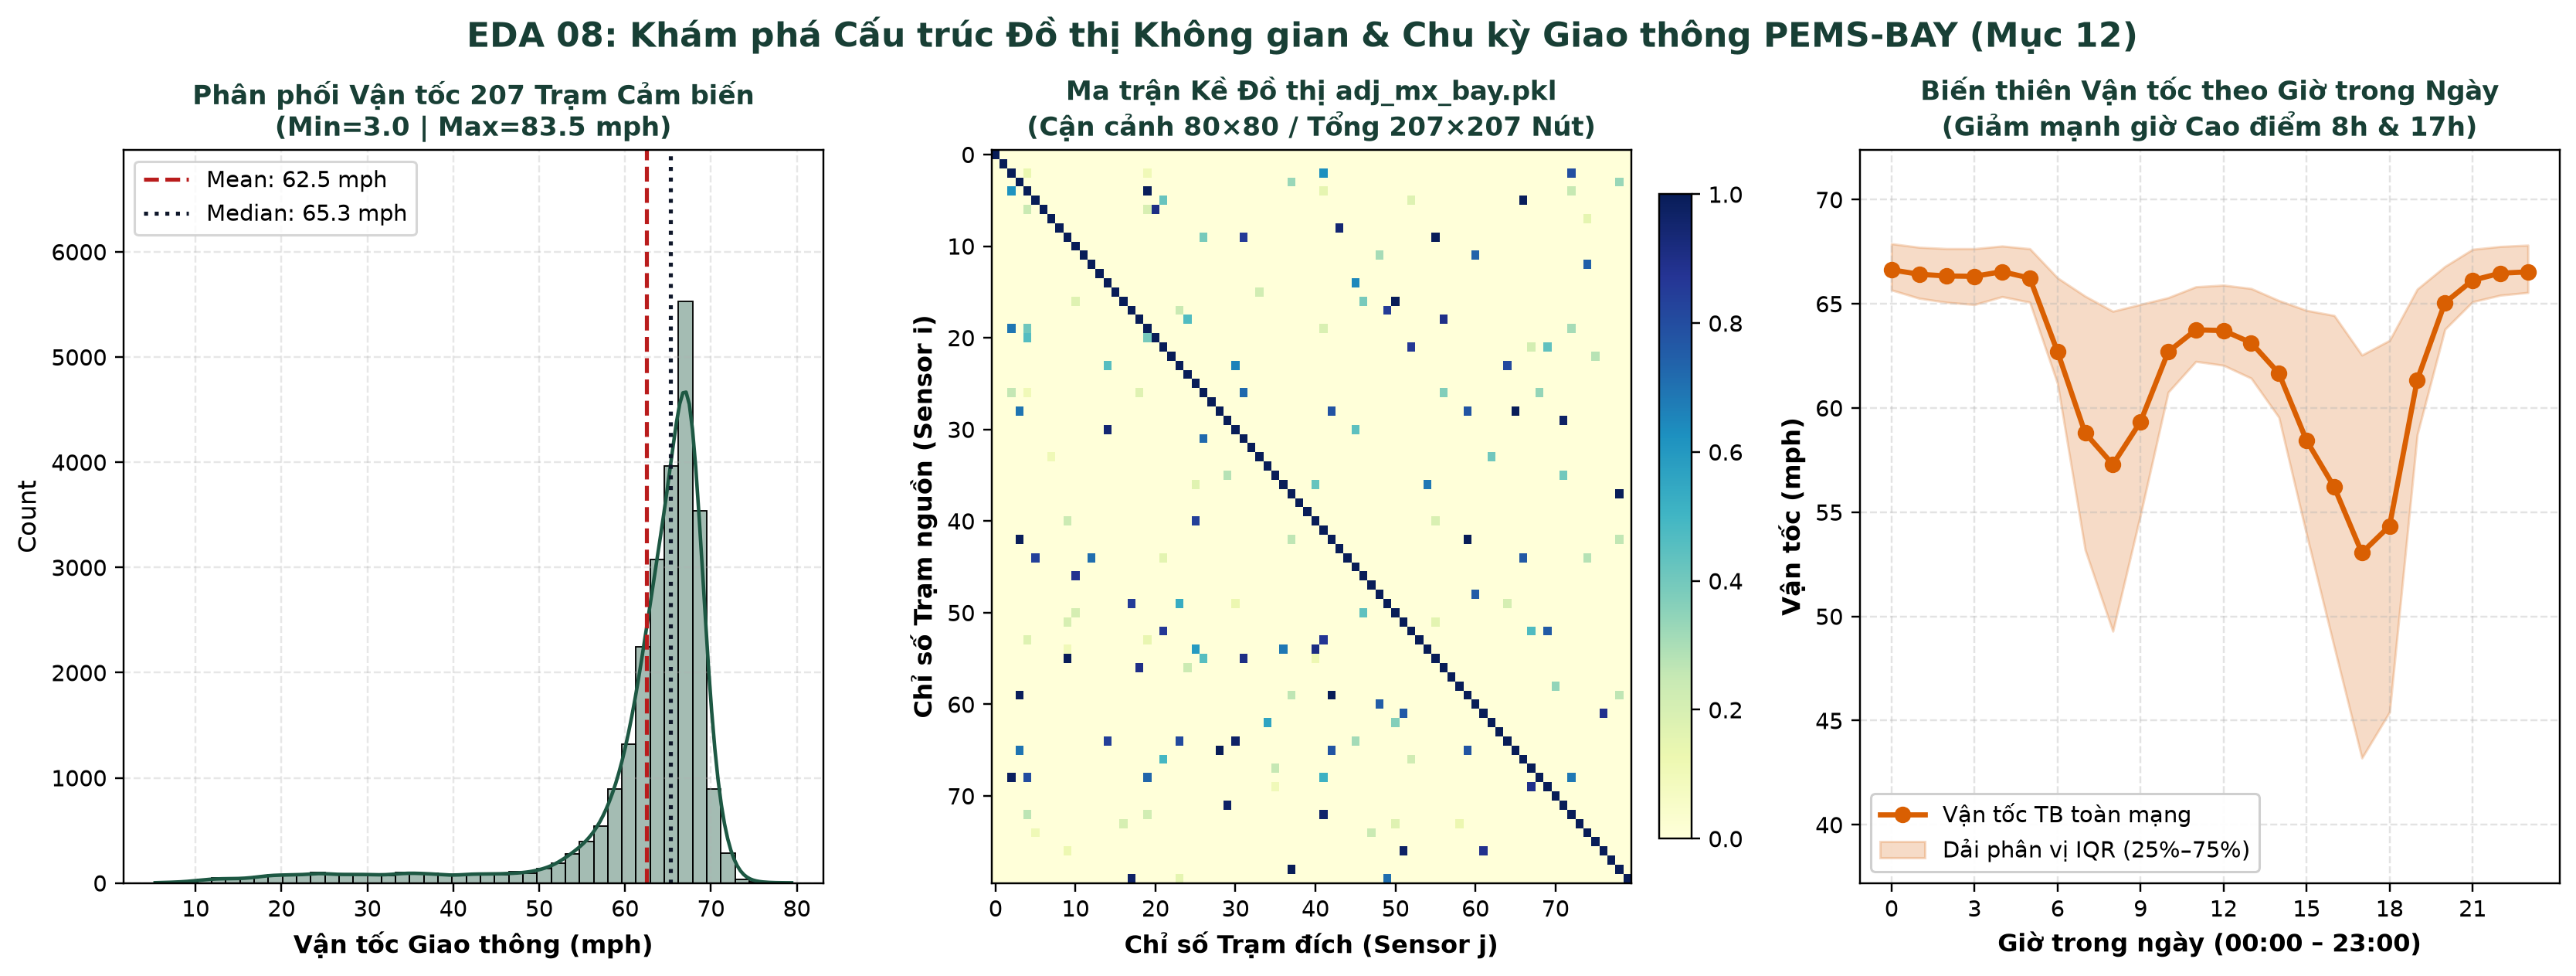 EDA 08: Khám phá Cấu trúc Đồ thị Không gian & Chu kỳ Giao thông PEMS-BAY (Mục 12)
Phân phối Vận tốc 207 Trạm Cảm biến
(Min=3.0 | Max=83.5 mph)
Mean: 62.5 mph
Median: 65.3 mph
6000
5000
4000
3000
2000
1000
0
Count
10 20 30 40 50 60 70 80
Vận tốc Giao thông (mph)
Ma trận Kề Đồ thị adj_mx_bay.pkl
(Cận cảnh 80×80 / Tổng 207×207 Nút)
0
10
20
30
40
50
60
70
Chỉ số Trạm nguồn (Sensor i)
0 10 20 30 40 50 60 70
Chỉ số Trạm đích (Sensor j)
1.0
0.8
0.6
0.4
0.2
0.0
Biến thiên Vận tốc theo Giờ trong Ngày
(Giảm mạnh giờ Cao điểm 8h & 17h)
70
65
60
55
50
45
40
Vận tốc (mph)
Vận tốc TB toàn mạng
Dải phân vị IQR (25%–75%)
0 3 6 9 12 15 18 21
Giờ trong ngày (00:00 – 23:00)